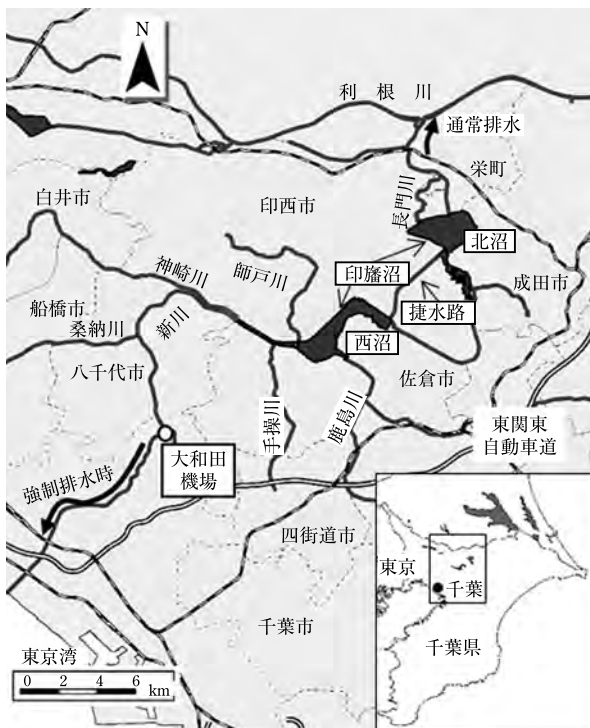 N
利根川
通常排水
栄町
白井市
印西市
長門川
北沼
印旛沼
師戸川
神崎川
成田市
船橋市
捷水路
桑納川
新川
西沼
八千代市
佐倉市
手操川
鹿島川
東関東
自動車道
大和田
機場
強制排水時
四街道市
東京
千葉
千葉市
千葉県
東京湾
0 2 4 6
km